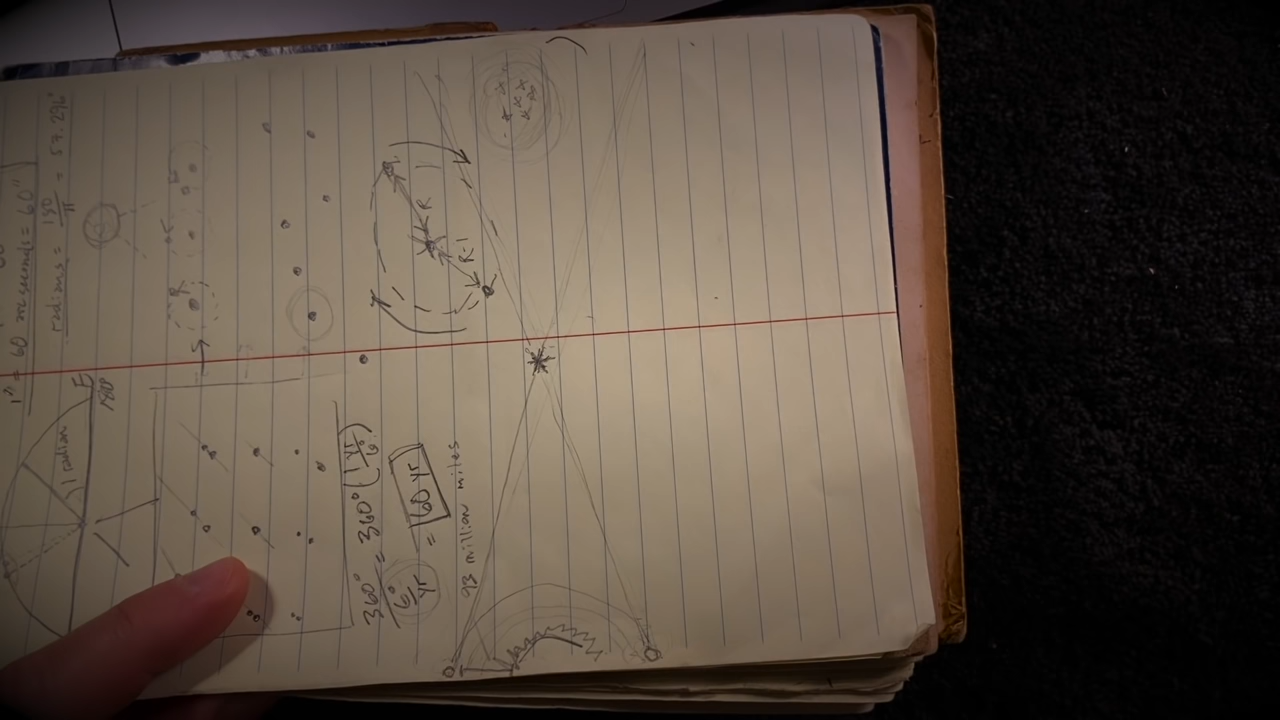 1° = 60 arcseconds = 60"
radians = 180/π = 57.296°
1 radian
180
R
R-1
360° / 6°/yr = 360° (1 yr / 6°)
= 60 yr
93 million miles